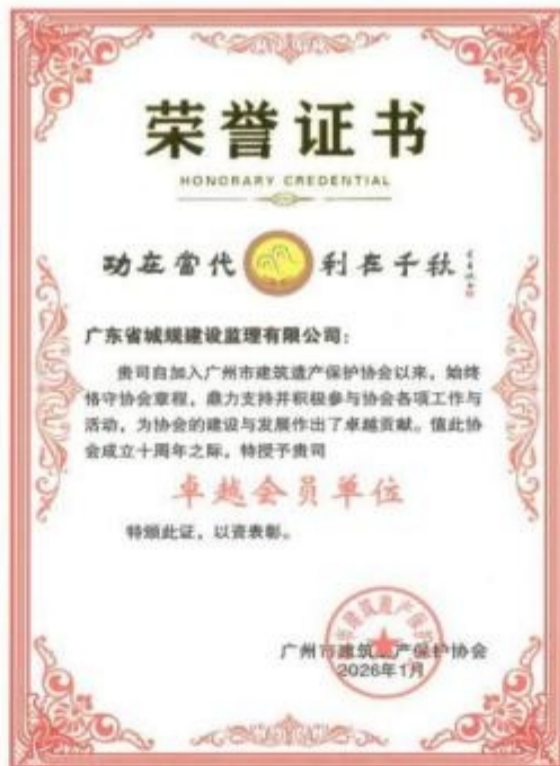 荣誉证书
HONORARY CREDENTIAL
功在當代 利在千秋
广东省城规建设监理有限公司：
贵司自加入广州市建筑遗产保护协会以来，始终
恪守协会章程，鼎力支持并积极参与协会各项工作与
活动，为协会的建设与发展作出了卓越贡献。值此协
会成立十周年之际，特授予贵司
卓越会员单位
特颁此证，以资表彰。
广州市建筑遗产保护协会
2026年1月